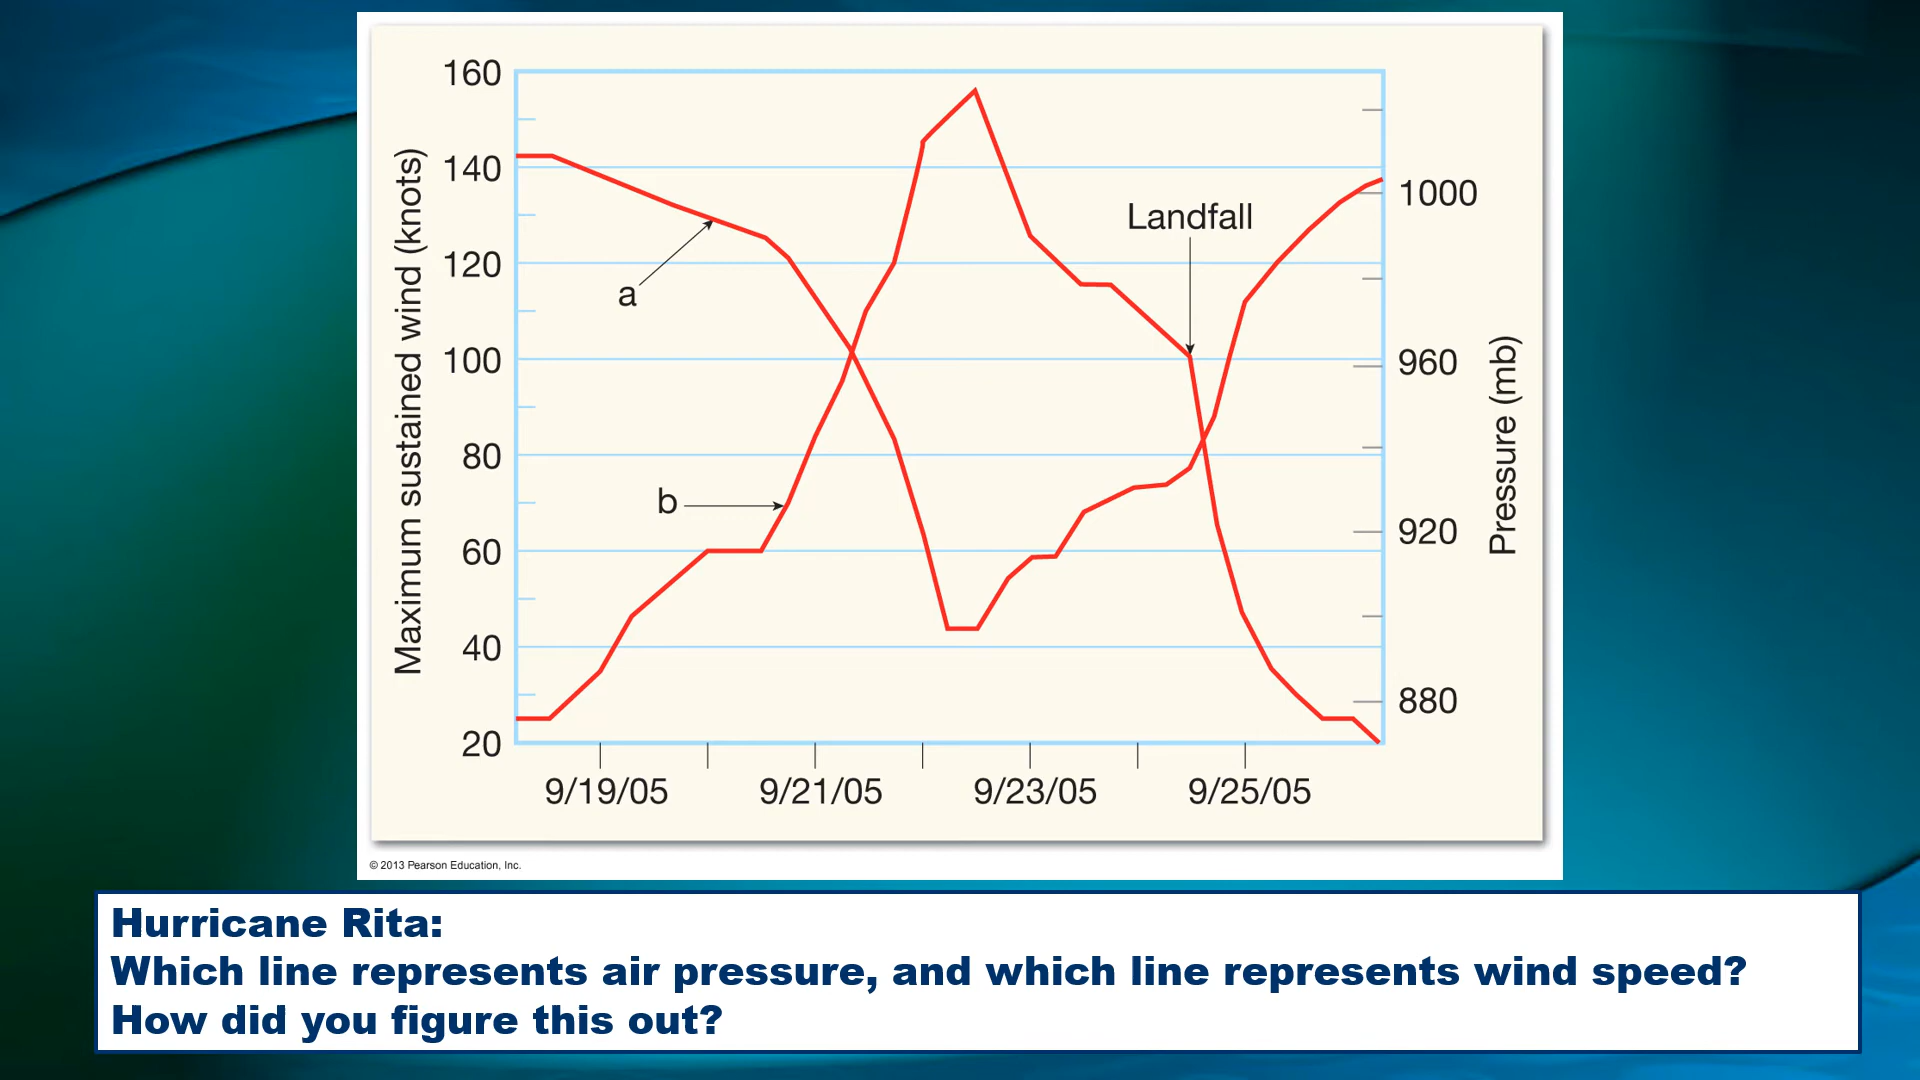 160
140
120
100
80
60
40
20
Maximum sustained wind (knots)
a
b
Landfall
1000
960
920
880
Pressure (mb)
9/19/05 9/21/05 9/23/05 9/25/05
© 2013 Pearson Education, Inc.
Hurricane Rita:
Which line represents air pressure, and which line represents wind speed?
How did you figure this out?